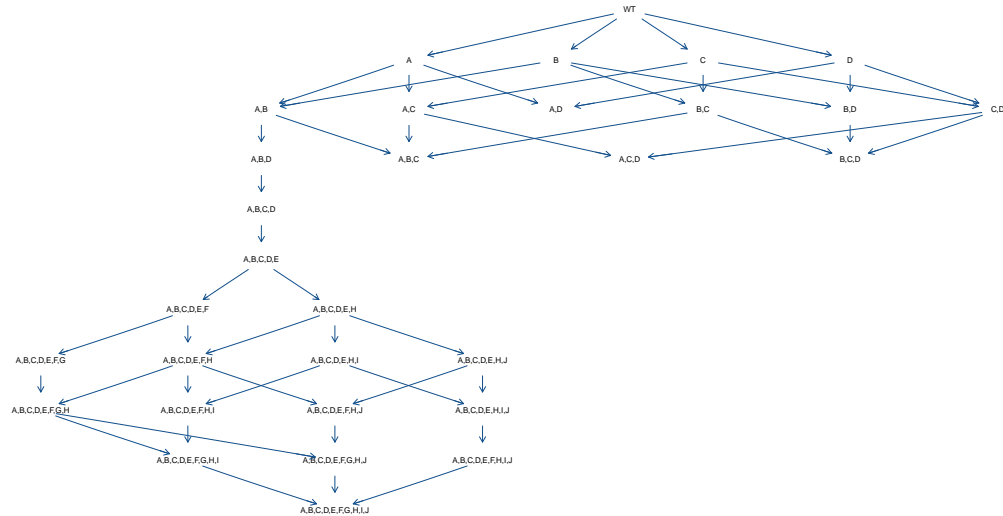 WT
A
B
C
D
A,B
A,C
A,D
B,C
B,D
C,D
A,B,D
A,B,C
A,C,D
B,C,D
A,B,C,D
A,B,C,D,E
A,B,C,D,E,F
A,B,C,D,E,H
A,B,C,D,E,F,G
A,B,C,D,E,F,H
A,B,C,D,E,H,I
A,B,C,D,E,H,J
A,B,C,D,E,F,G,H
A,B,C,D,E,F,H,I
A,B,C,D,E,F,H,J
A,B,C,D,E,H,I,J
A,B,C,D,E,F,G,H,I
A,B,C,D,E,F,G,H,J
A,B,C,D,E,F,H,I,J
A,B,C,D,E,F,G,H,I,J